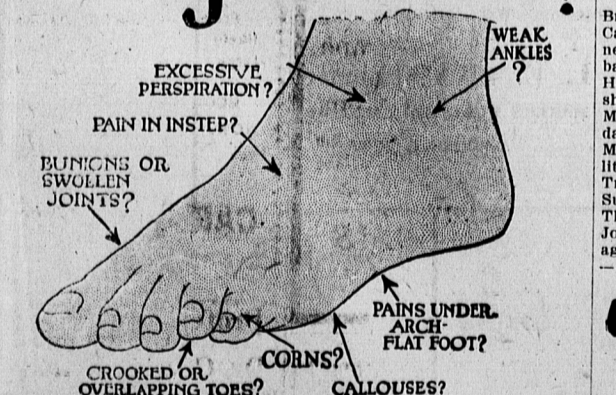 EXCESSIVE
PERSPIRATION?
WEAK
ANKLES
?
PAIN IN INSTEP?
BUNIONS OR
SWOLLEN
JOINTS?
PAINS UNDER
ARCH-
FLAT FOOT?
CORNS?
CROOKED OR
OVERLAPPING TOES?
CALLOUSES?